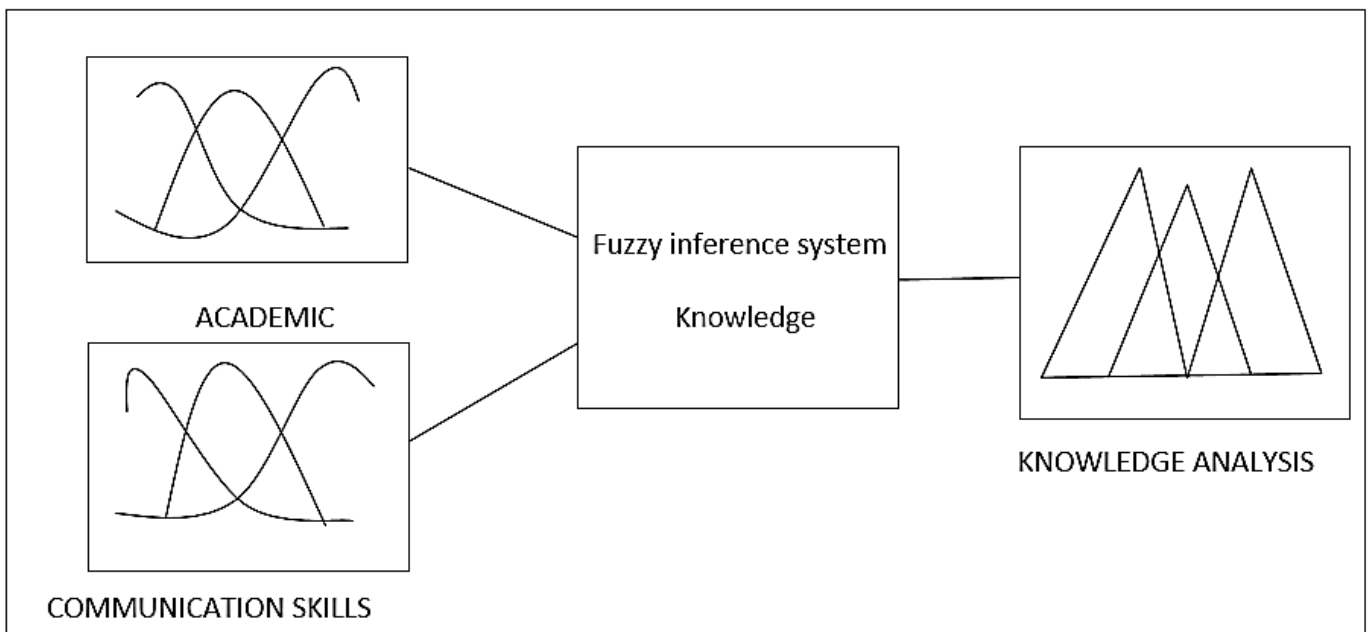 ACADEMIC
COMMUNICATION SKILLS
Fuzzy inference system
Knowledge
KNOWLEDGE ANALYSIS